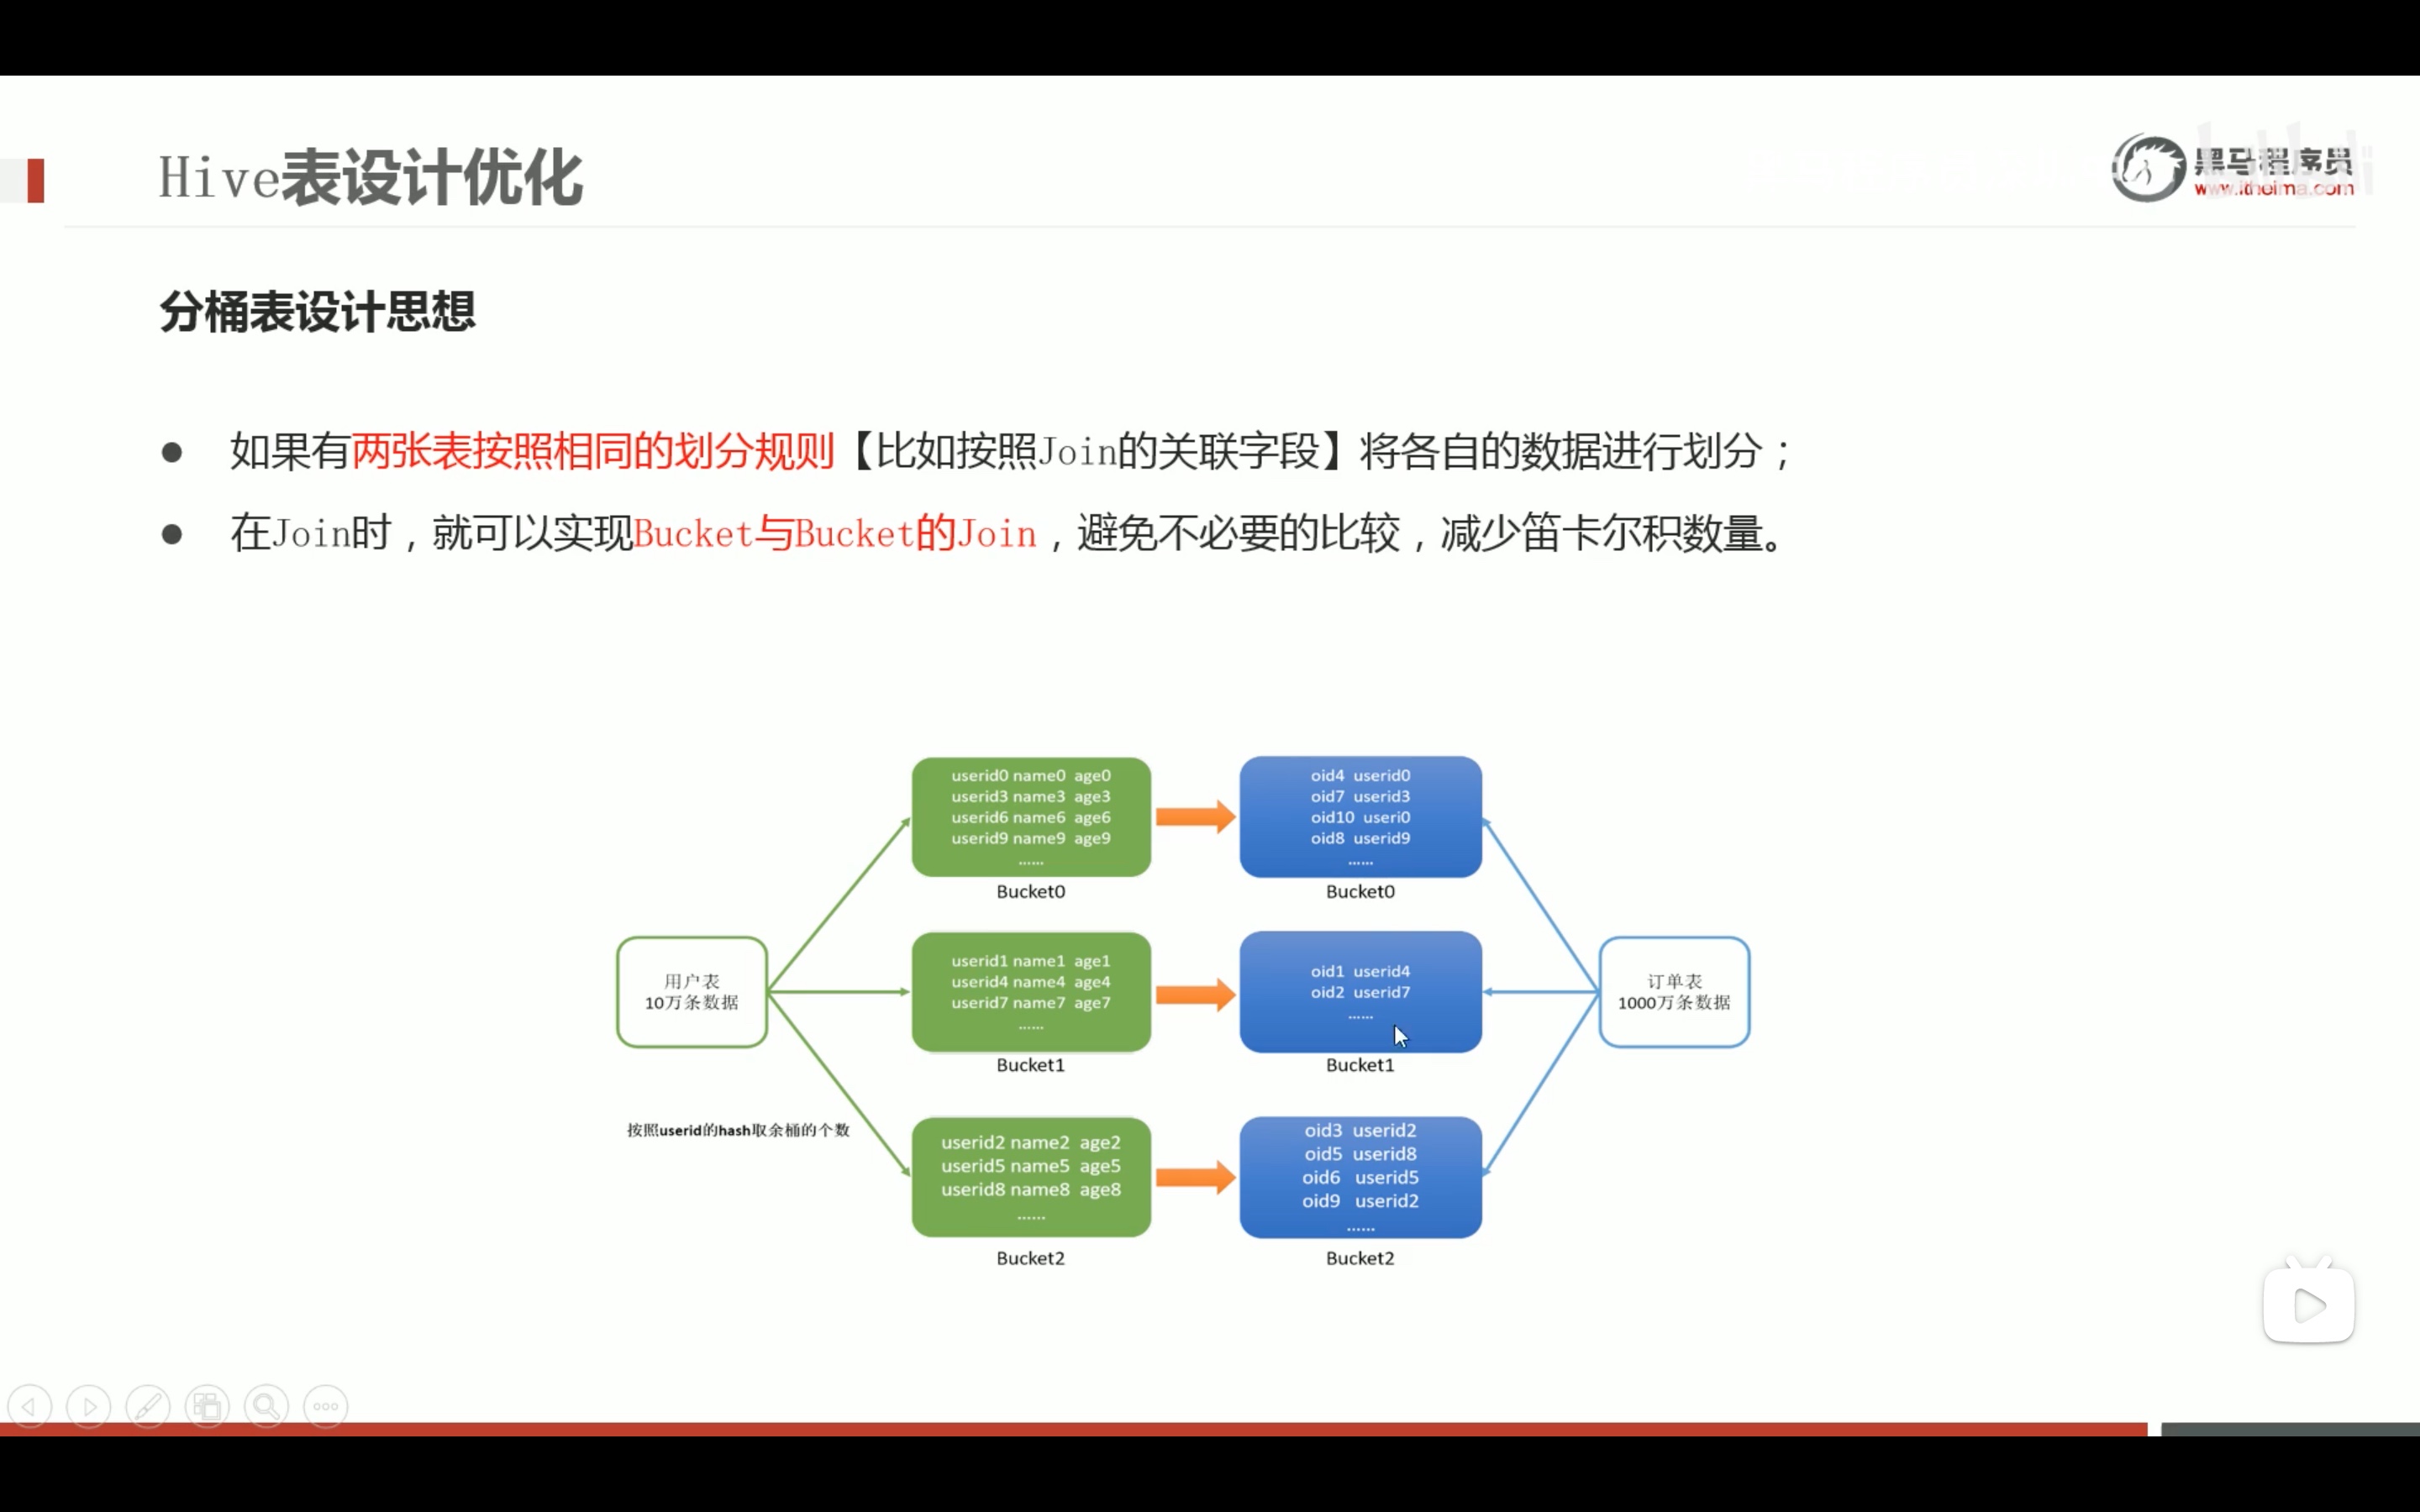 Hive表设计优化
黑马程序员
www.itheima.com
分桶表设计思想
● 如果有两张表按照相同的划分规则【比如按照Join的关联字段】将各自的数据进行划分；
● 在Join时，就可以实现Bucket与Bucket的Join，避免不必要的比较，减少笛卡尔积数量。
userid0 name0 age0
userid3 name3 age3
userid6 name6 age6
userid9 name9 age9
......
Bucket0
oid4 userid0
oid7 userid3
oid10 useri0
oid8 userid9
......
Bucket0
用户表
10万条数据
userid1 name1 age1
userid4 name4 age4
userid7 name7 age7
......
Bucket1
oid1 userid4
oid2 userid7
......
Bucket1
订单表
1000万条数据
按照userid的hash取余桶的个数
userid2 name2 age2
userid5 name5 age5
userid8 name8 age8
......
Bucket2
oid3 userid2
oid5 userid8
oid6 userid5
oid9 userid2
......
Bucket2